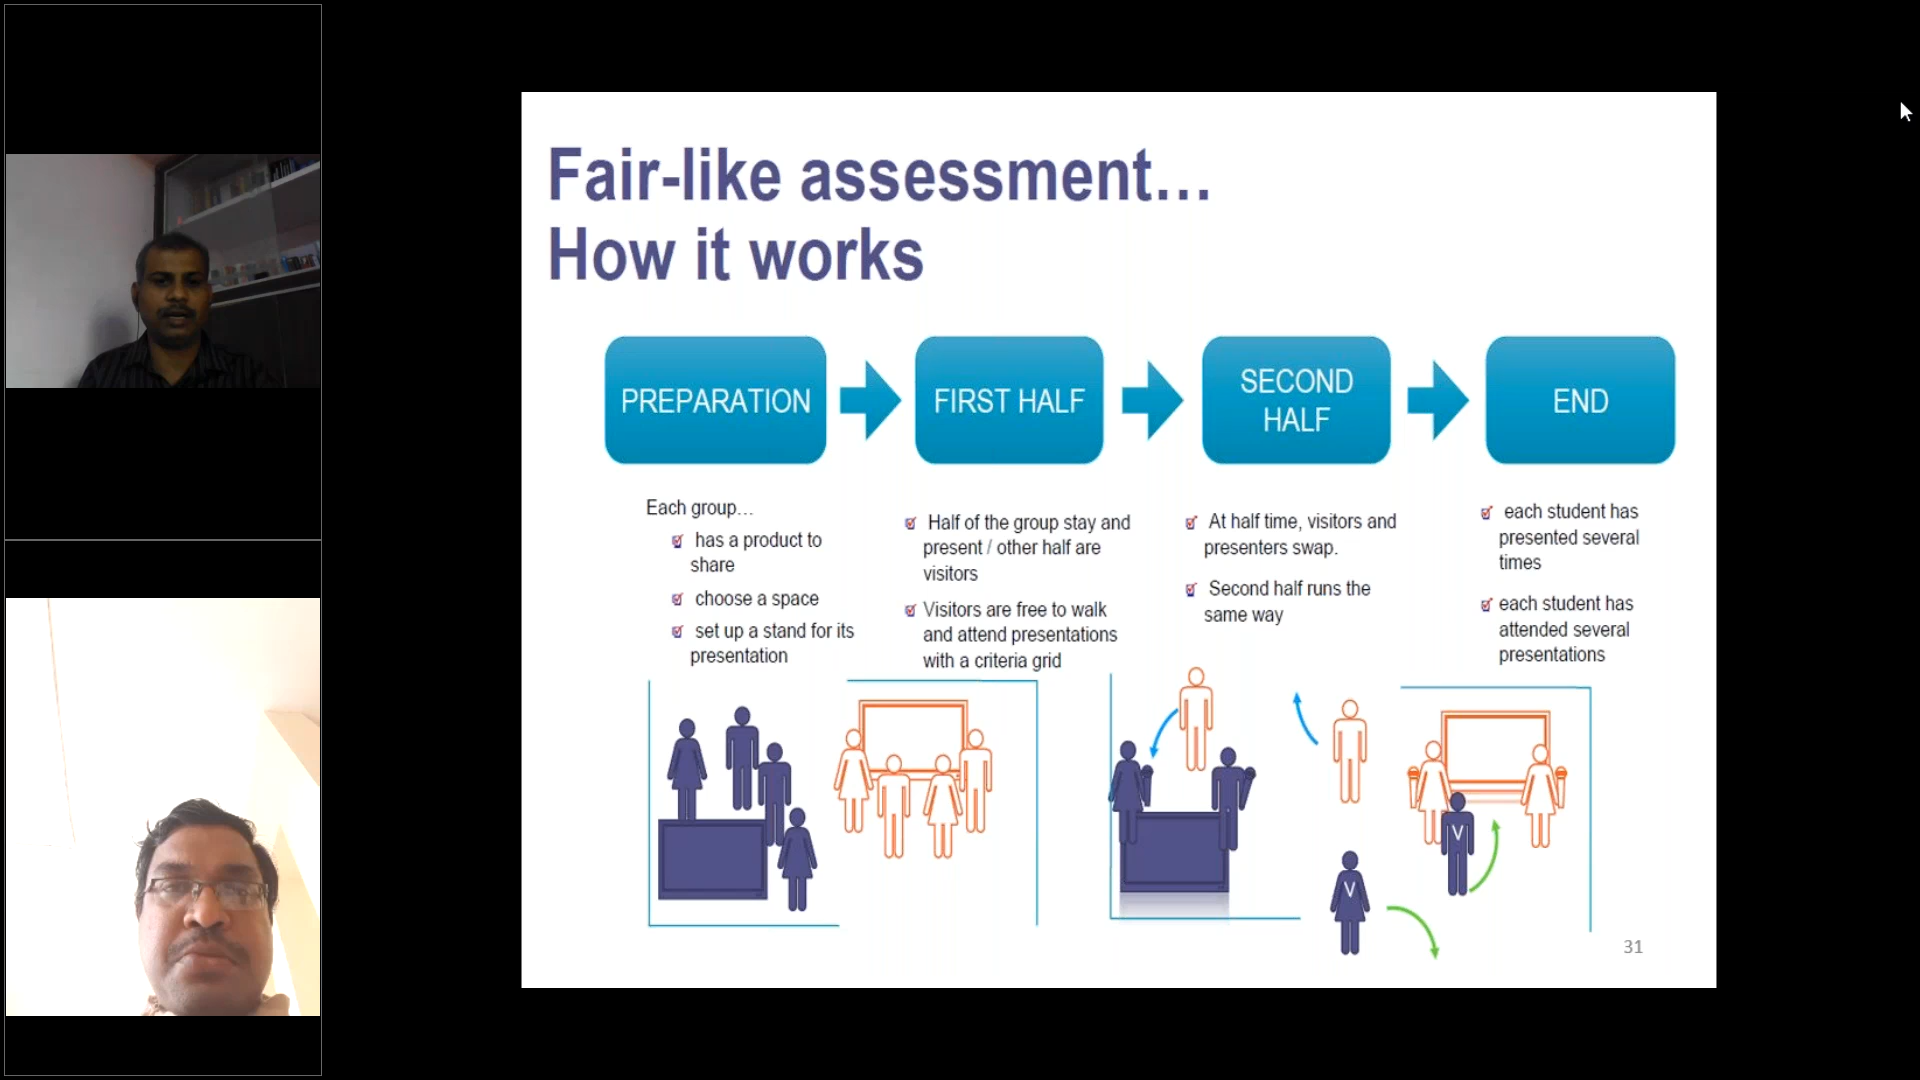 Fair-like assessment…
How it works
PREPARATION
FIRST HALF
SECOND
HALF
END
Each group…
has a product to
share
choose a space
set up a stand for its
presentation
Half of the group stay and
present / other half are
visitors
Visitors are free to walk
and attend presentations
with a criteria grid
At half time, visitors and
presenters swap.
Second half runs the
same way
each student has
presented several
times
each student has
attended several
presentations
V
V
31